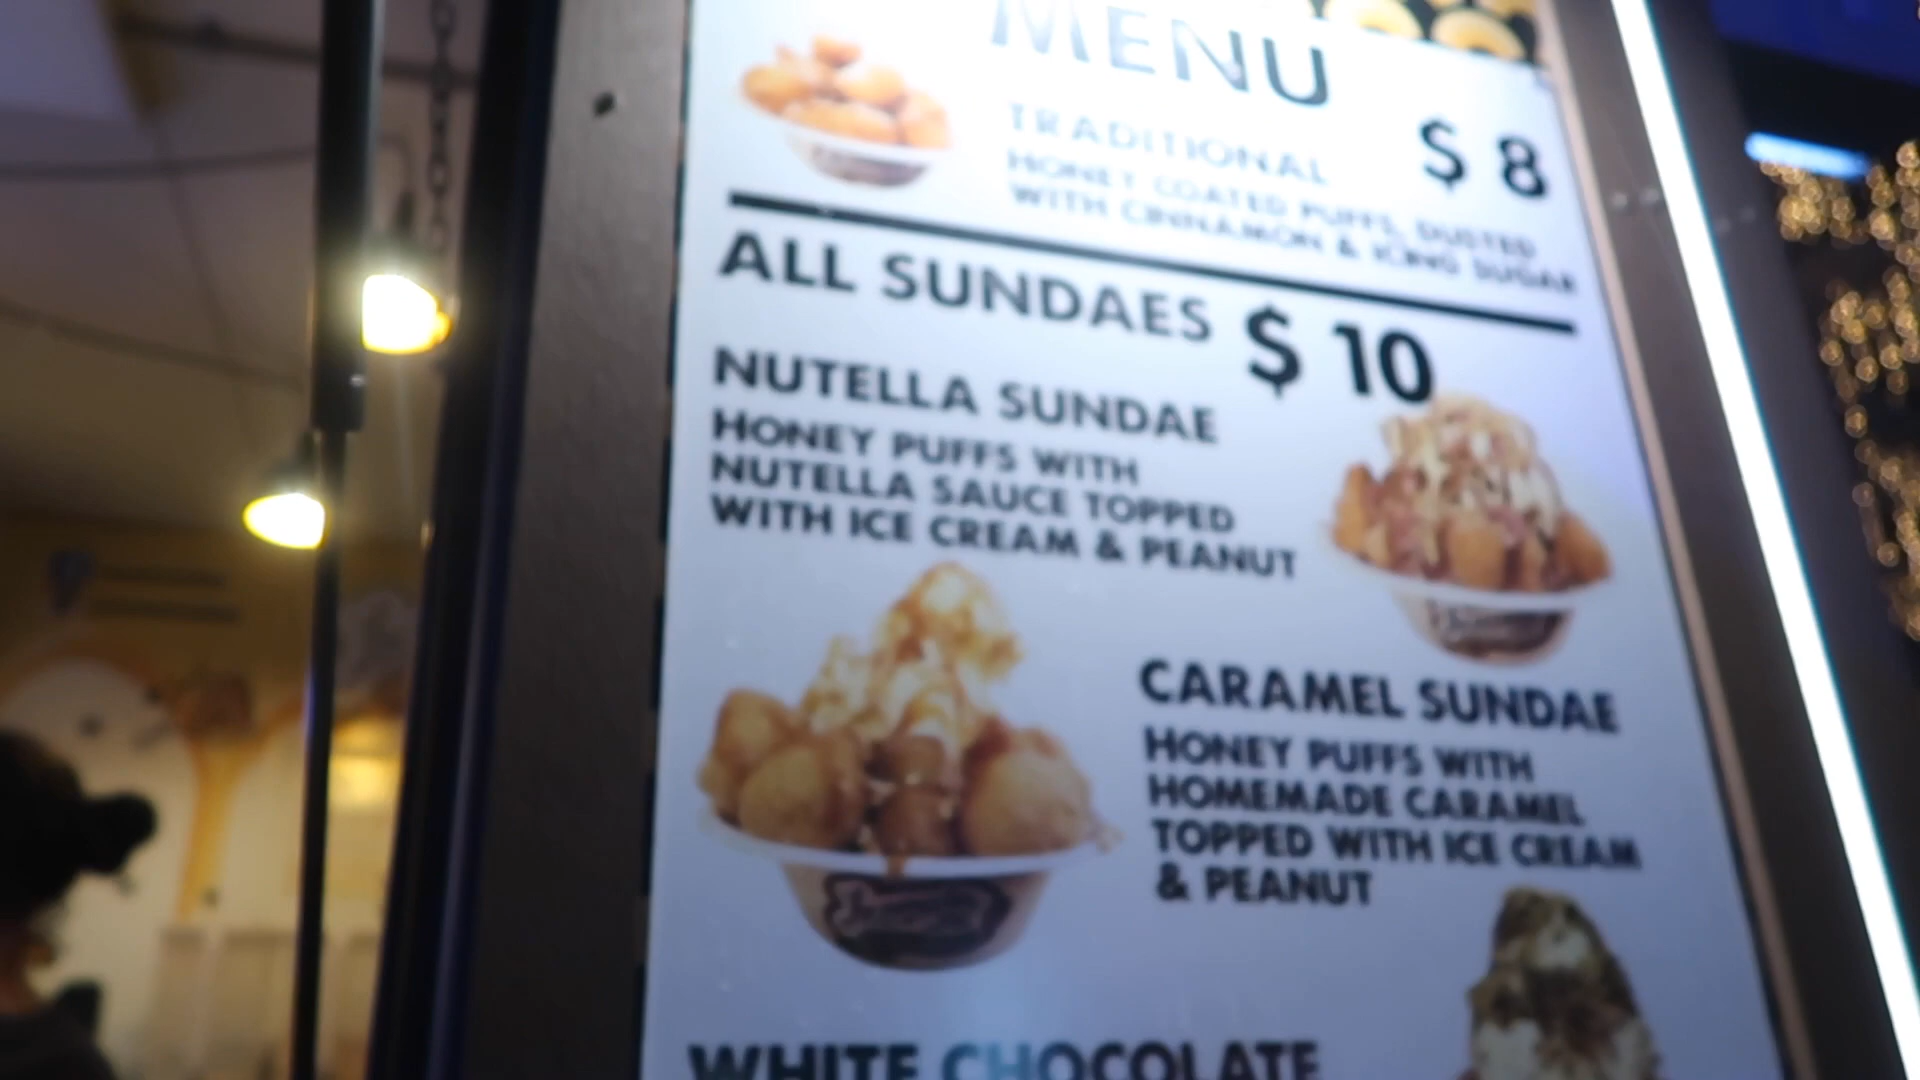 MENU
TRADITIONAL
$ 8
HONEY COATED PUFFS, DUSTED
WITH CINNAMON & ICING SUGAR
ALL SUNDAES $ 10
NUTELLA SUNDAE
HONEY PUFFS WITH
NUTELLA SAUCE TOPPED
WITH ICE CREAM & PEANUT
CARAMEL SUNDAE
HONEY PUFFS WITH
HOMEMADE CARAMEL
TOPPED WITH ICE CREAM
& PEANUT
WHITE CHOCOLATE